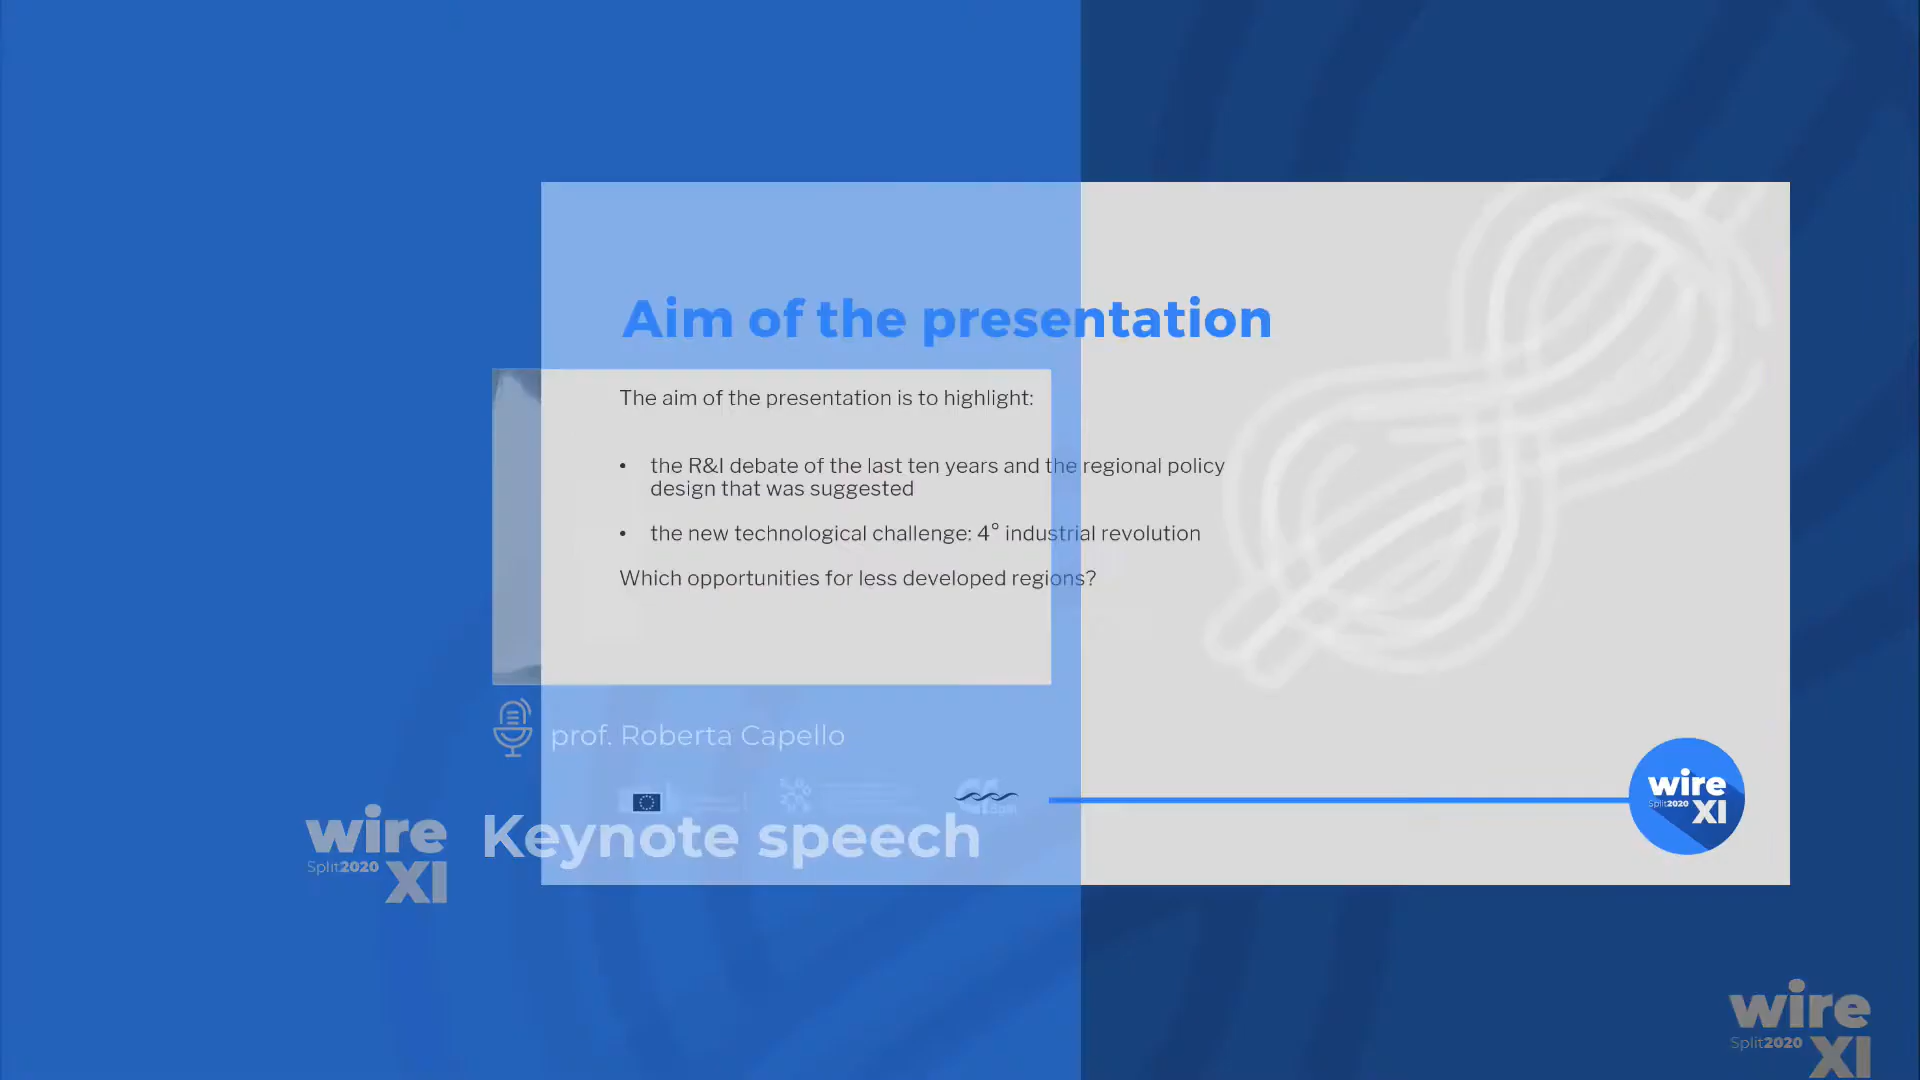 Aim of the presentation
The aim of the presentation is to highlight:
• the R&I debate of the last ten years and the regional policy
design that was suggested
• the new technological challenge: 4° industrial revolution
Which opportunities for less developed regions?
prof. Roberta Capello
Keynote speech
wire
Split2020
XI
wire
Split2020
XI
wire
Split2020
XI